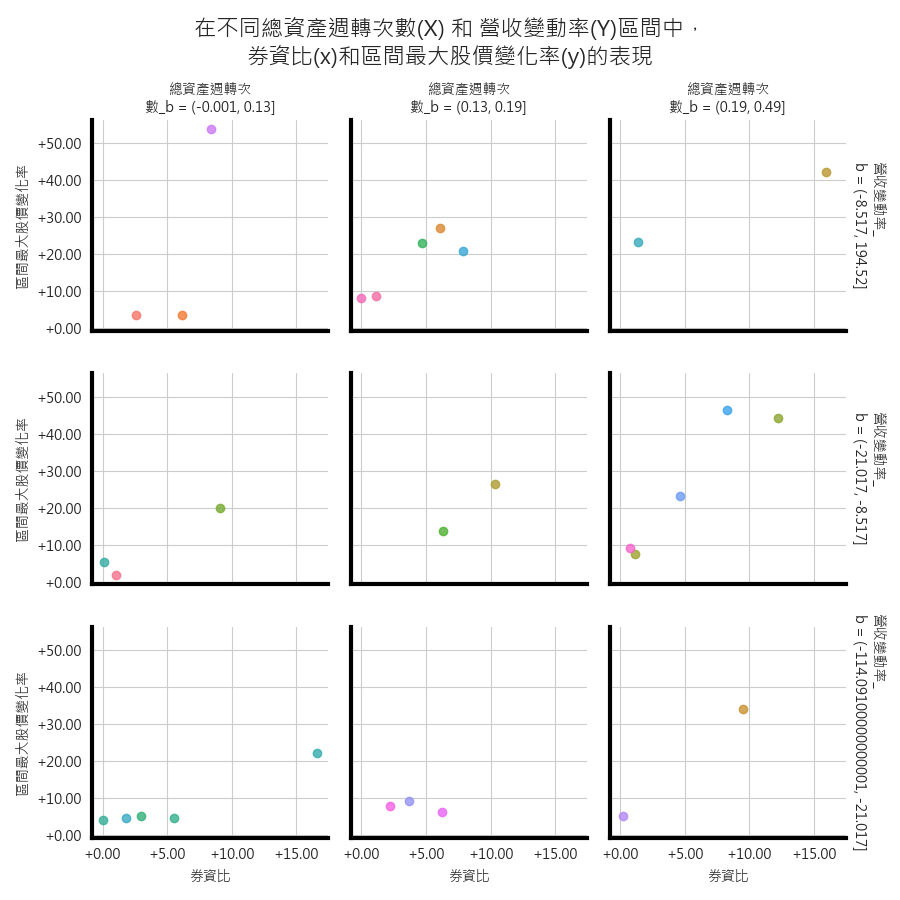 在不同總資產週轉次數(X) 和 營收變動率(Y)區間中，
券資比(x)和區間最大股價變化率(y)的表現
總資產週轉次
數_b = (-0.001, 0.13]
總資產週轉次
數_b = (0.13, 0.19]
總資產週轉次
數_b = (0.19, 0.49]
+50.00
+40.00
+30.00
+20.00
+10.00
+0.00
區間最大股價變化率
營收變動率_
b = (-8.517, 194.52]
+50.00
+40.00
+30.00
+20.00
+10.00
+0.00
區間最大股價變化率
營收變動率_
b = (-21.017, -8.517]
+50.00
+40.00
+30.00
+20.00
+10.00
+0.00
區間最大股價變化率
營收變動率_
b = (-114.09100000000001, -21.017]
+0.00 +5.00 +10.00 +15.00
+0.00 +5.00 +10.00 +15.00
+0.00 +5.00 +10.00 +15.00
券資比
券資比
券資比